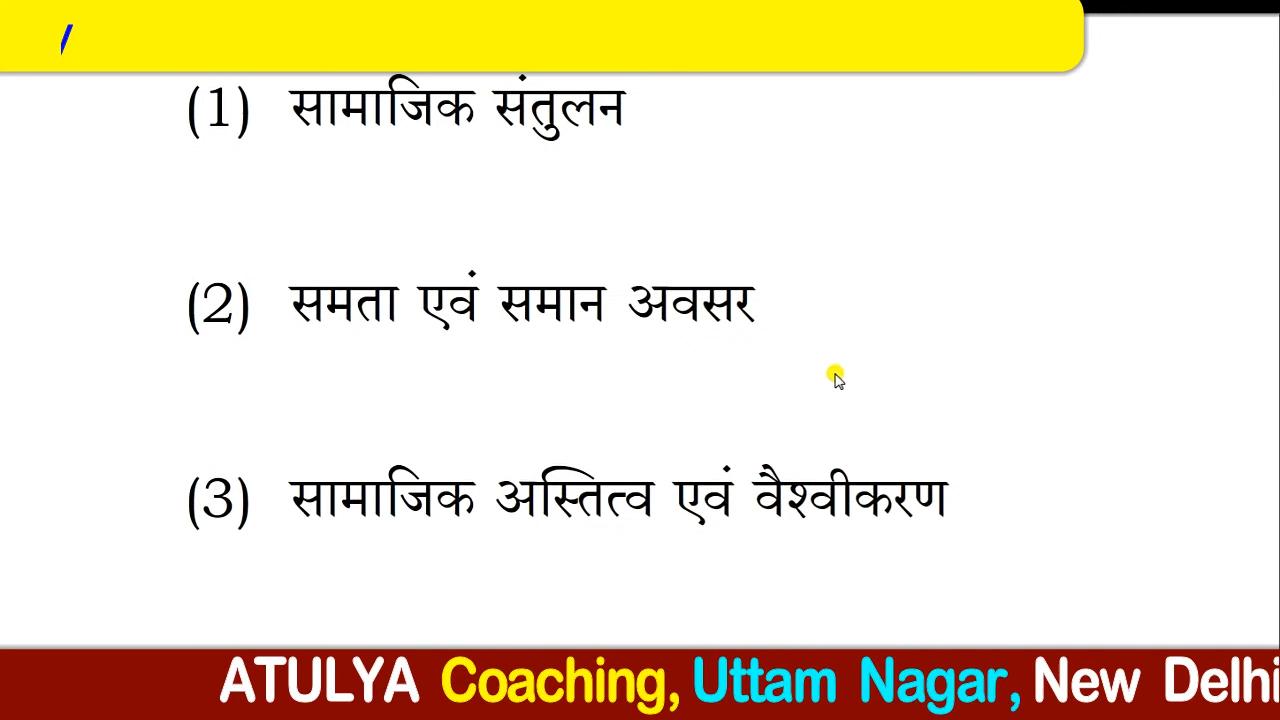 (1) सामाजिक संतुलन
(2) समता एवं समान अवसर
(3) सामाजिक अस्तित्व एवं वैश्वीकरण
ATULYA Coaching, Uttam Nagar, New Delhi